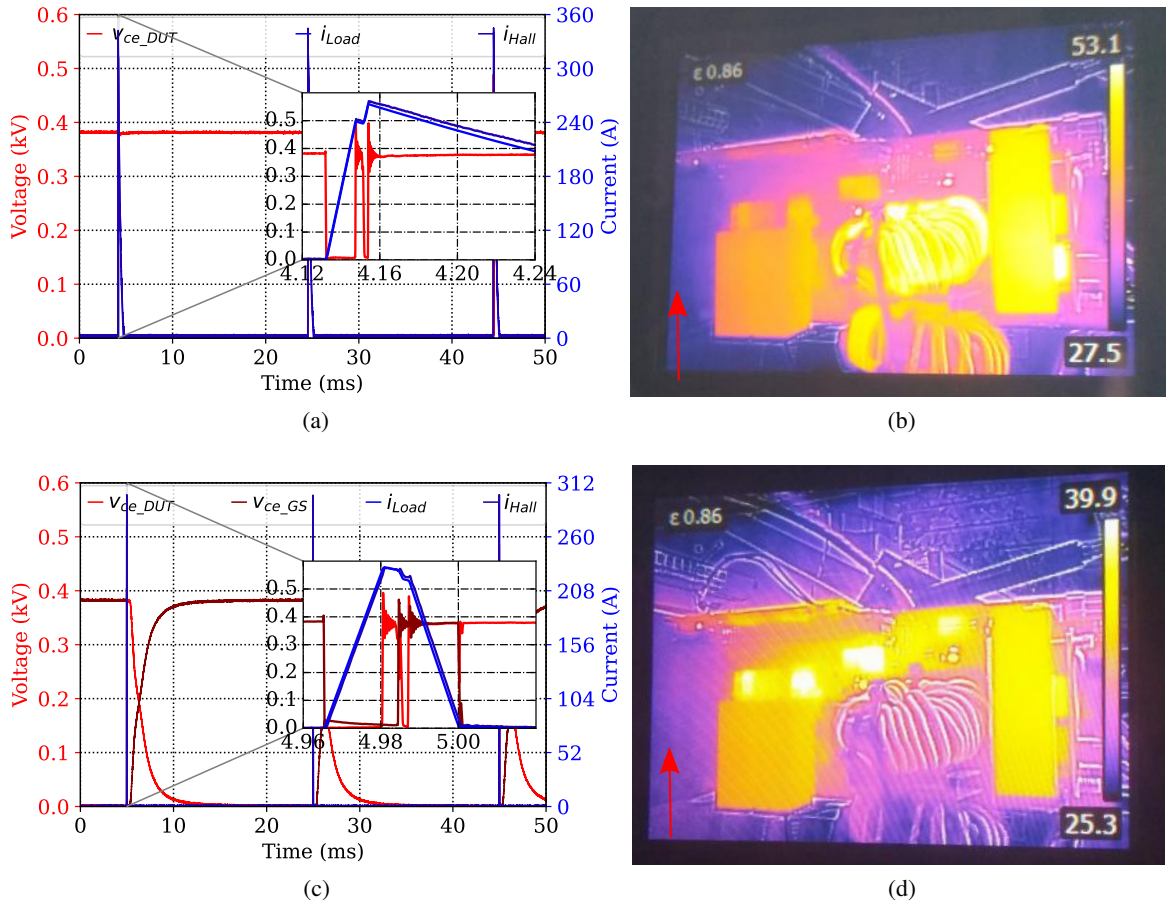 0.6
0.5
0.4
0.3
0.2
0.1
0.0
Voltage (kV)
v_ce_DUT
i_Load
i_Hall
360
300
240
180
120
60
0
Current (A)
0.5
0.4
0.3
0.2
0.1
0.0
4.12 4.16 4.20 4.24
0 10 20 30 40 50
Time (ms)
(a)
ε 0.86
53.1
27.5
(b)
0.6
0.5
0.4
0.3
0.2
0.1
0.0
Voltage (kV)
v_ce_DUT
v_ce_GS
i_Load
i_Hall
312
260
208
156
104
52
0
Current (A)
0.5
0.4
0.3
0.2
0.1
0.0
4.96 4.98 5.00
0 10 20 30 40 50
Time (ms)
(c)
ε 0.86
39.9
25.3
(d)